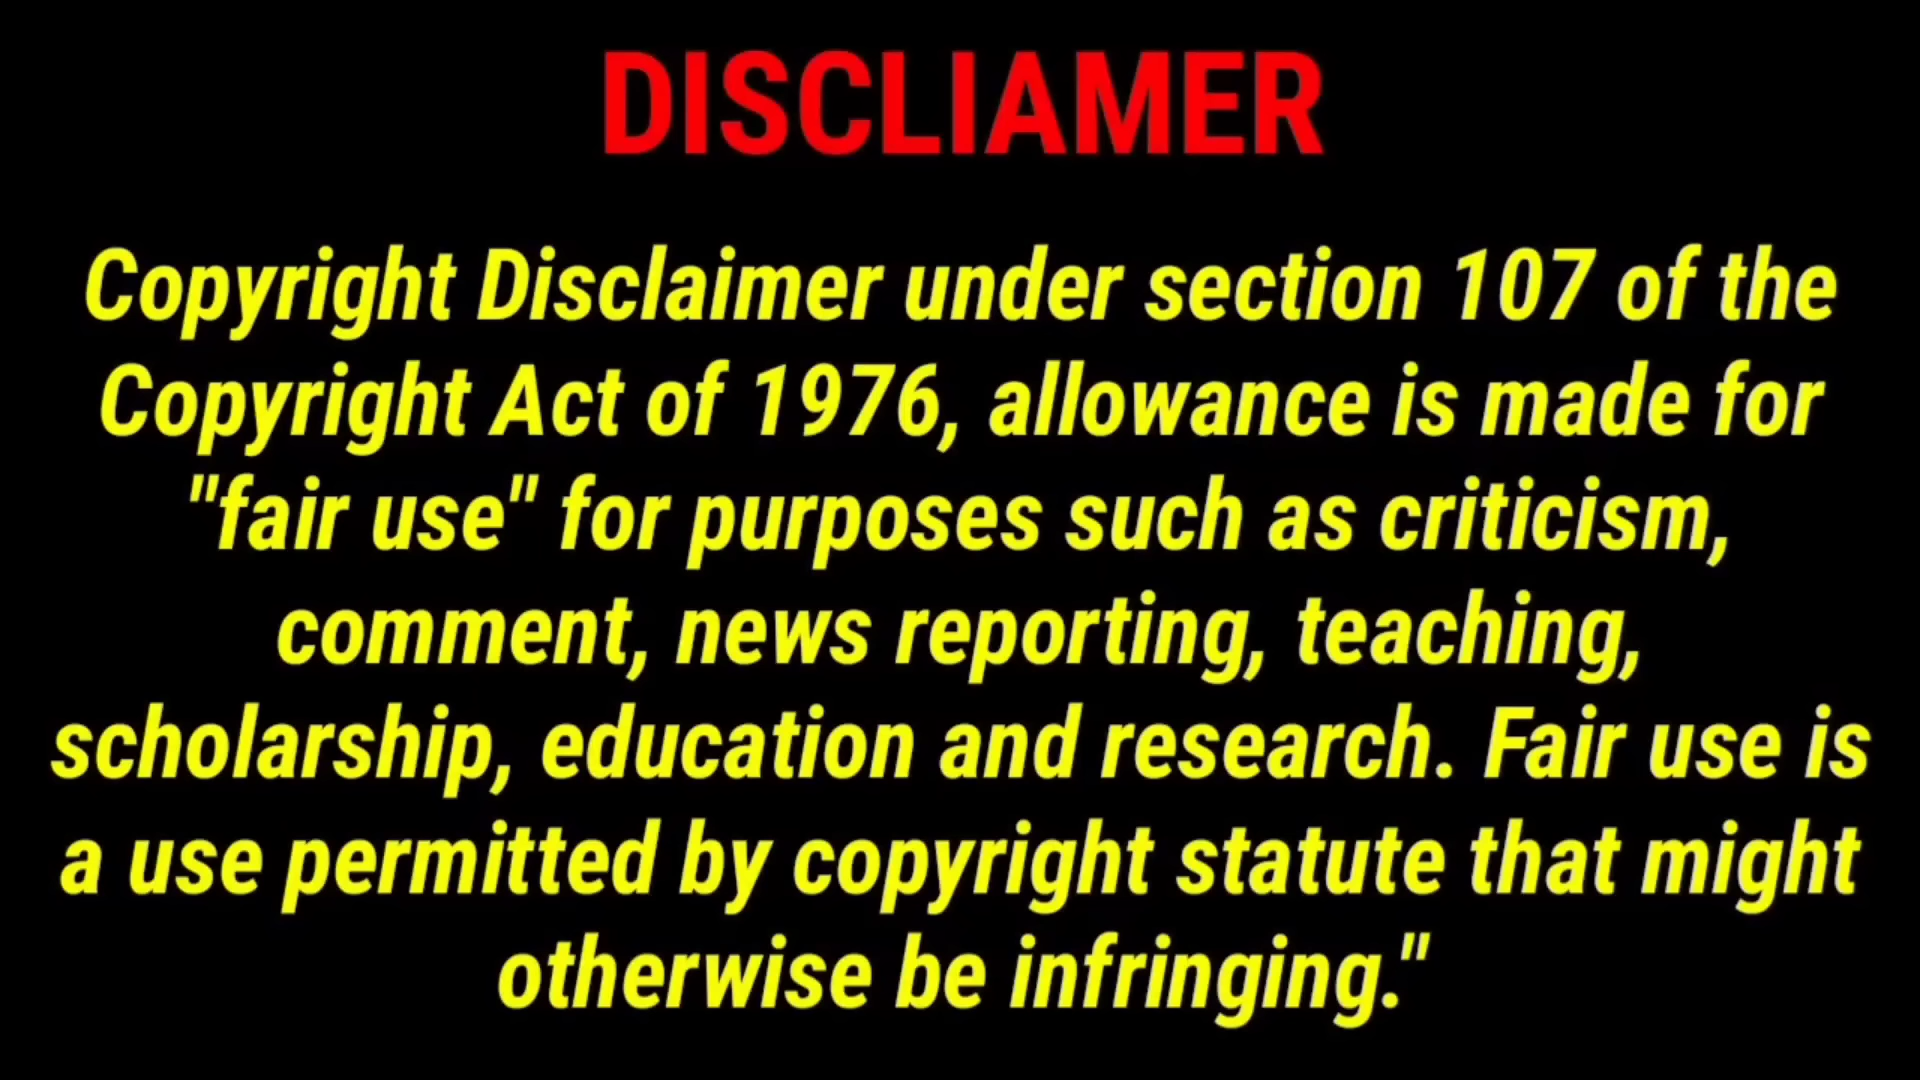 DISCLIAMER
Copyright Disclaimer under section 107 of the
Copyright Act of 1976, allowance is made for
"fair use" for purposes such as criticism,
comment, news reporting, teaching,
scholarship, education and research. Fair use is
a use permitted by copyright statute that might
otherwise be infringing."